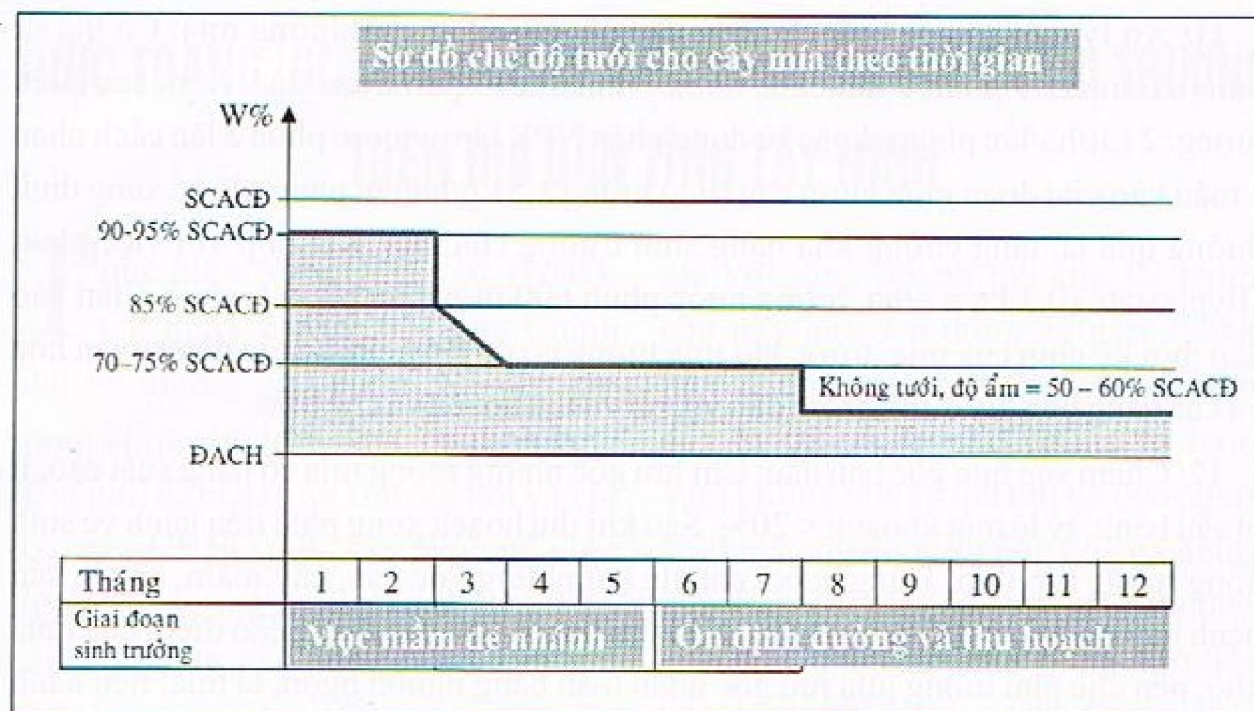 Sơ đồ chế độ tưới cho cây mía theo thời gian
W%
SCACĐ
90-95% SCACĐ
85% SCACĐ
70–75% SCACĐ
Không tưới, độ ẩm = 50 – 60% SCACĐ
ĐACH
Tháng 1 2 3 4 5 6 7 8 9 10 11 12
Giai đoạn
sinh trưởng
Mọc mầm đẻ nhánh Ổn định đường và thu hoạch